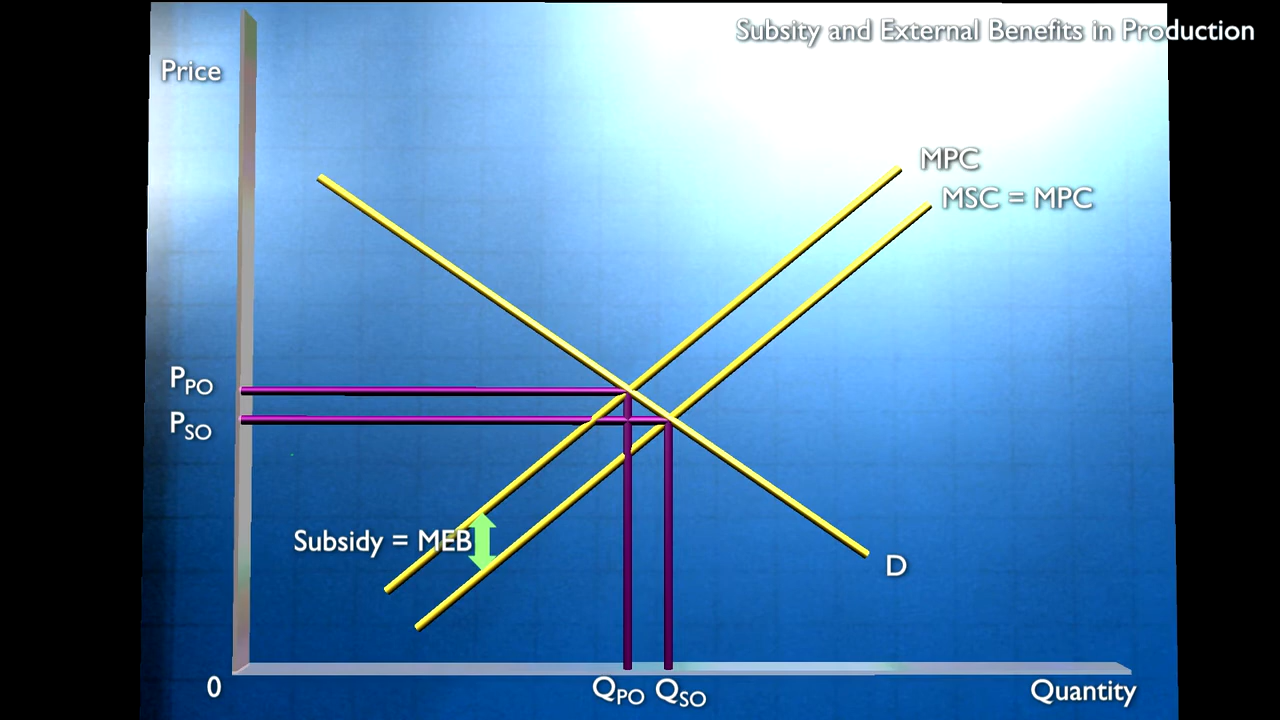 Subsity and External Benefits in Production
Price
MPC
MSC = MPC
PPO
PSO
Subsidy = MEB
D
0
QPO QSO
Quantity